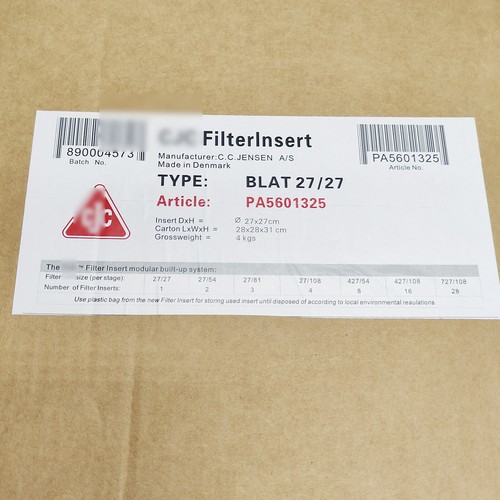 890004573
Batch No.
CJC FilterInsert
Manufacturer:C.C.JENSEN A/S
Made in Denmark
PA5601325
Article No.
TYPE: BLAT 27/27
Article: PA5601325
Insert DxH = Ø 27x27cm
Carton LxWxH = 28x28x31 cm
Grossweight = 4 kgs
CJC
The Filter Insert modular built-up system:
Filter size (per stage): 27/27 27/54 27/81 27/108 427/54 427/108 727/108
Number of Filter Inserts: 1 2 3 4 8 16 28
Use plastic bag from the new Filter Insert for storing used insert until disposed of according to local environmental reaulations